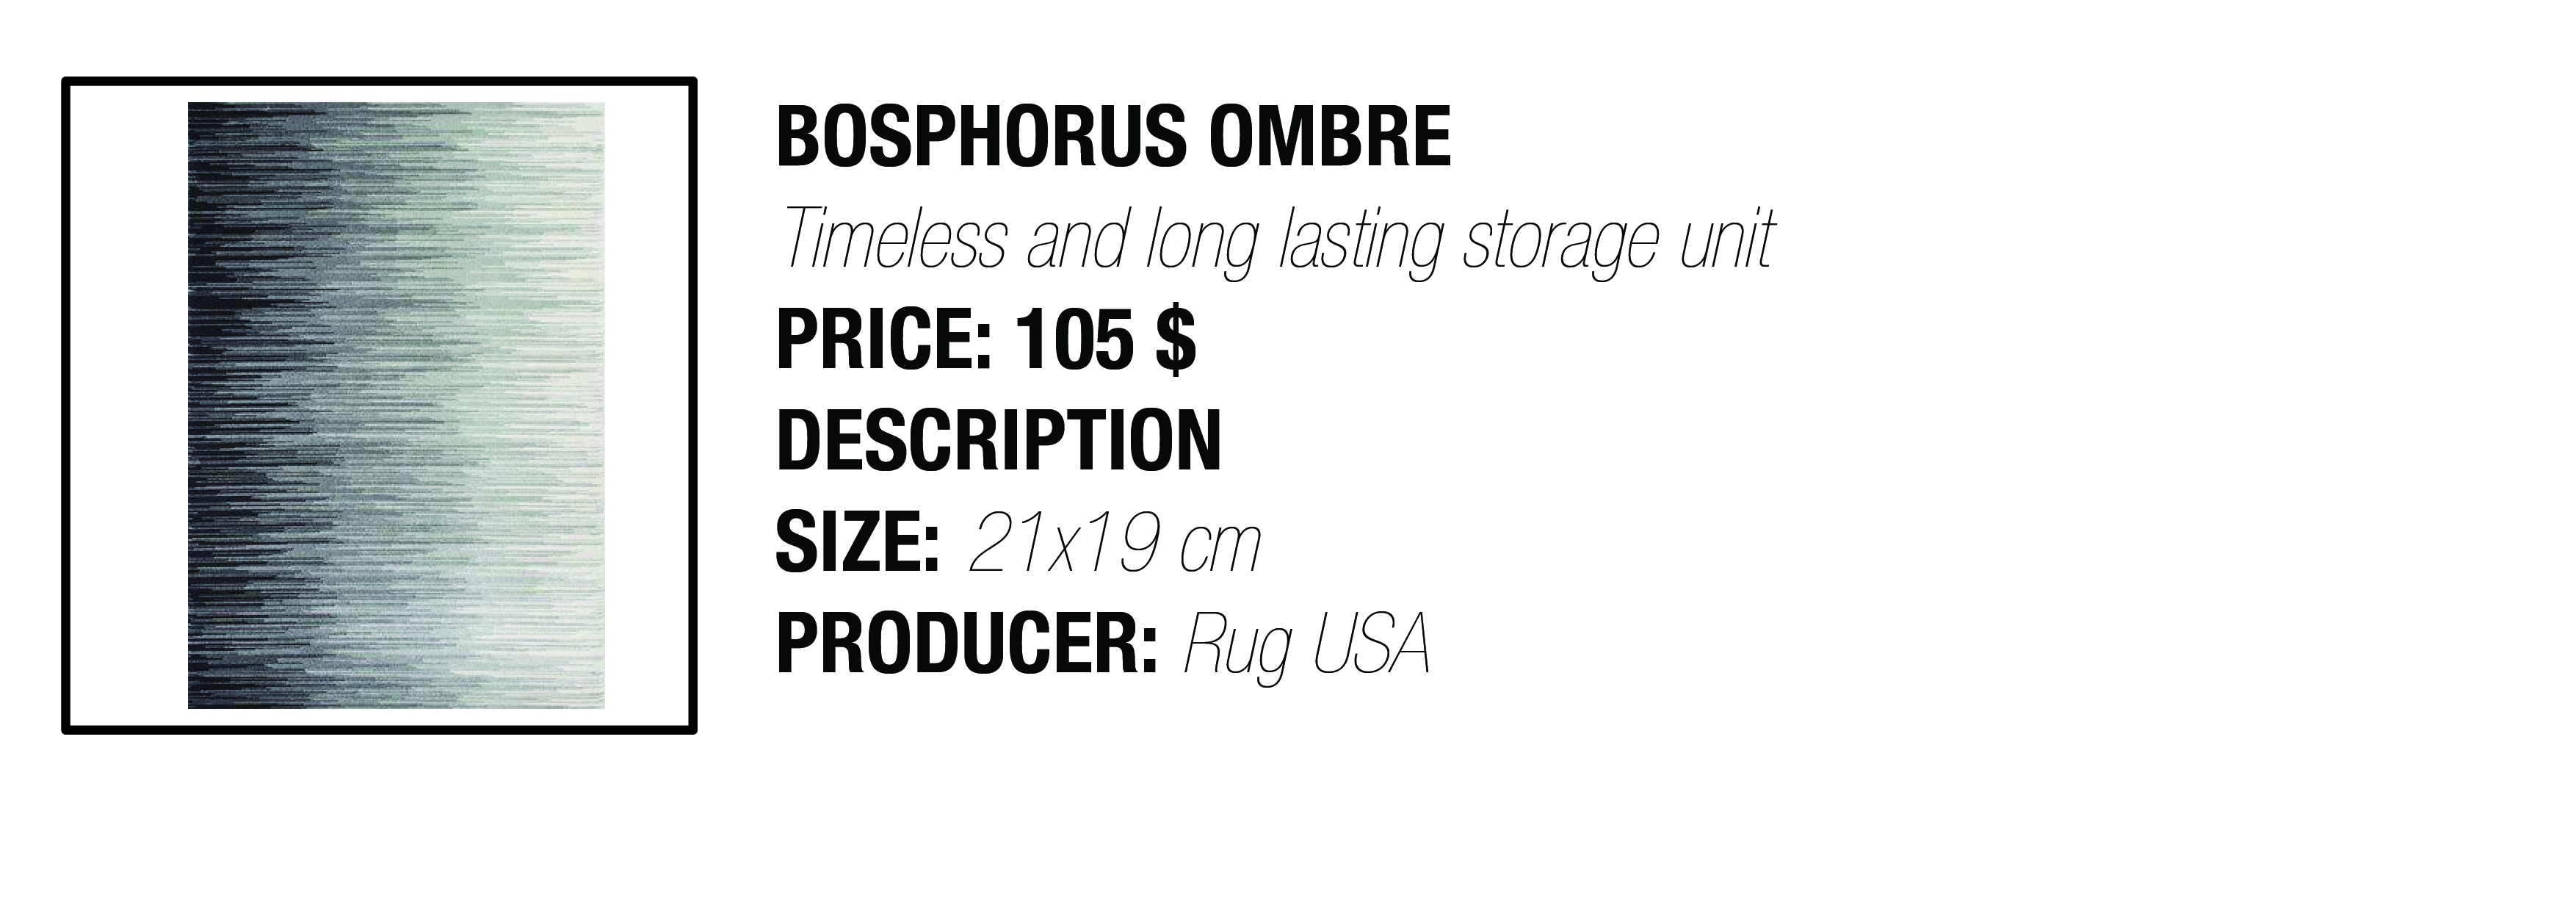 BOSPHORUS OMBRE
Timeless and long lasting storage unit
PRICE: 105 $
DESCRIPTION
SIZE: 21x19 cm
PRODUCER: Rug USA